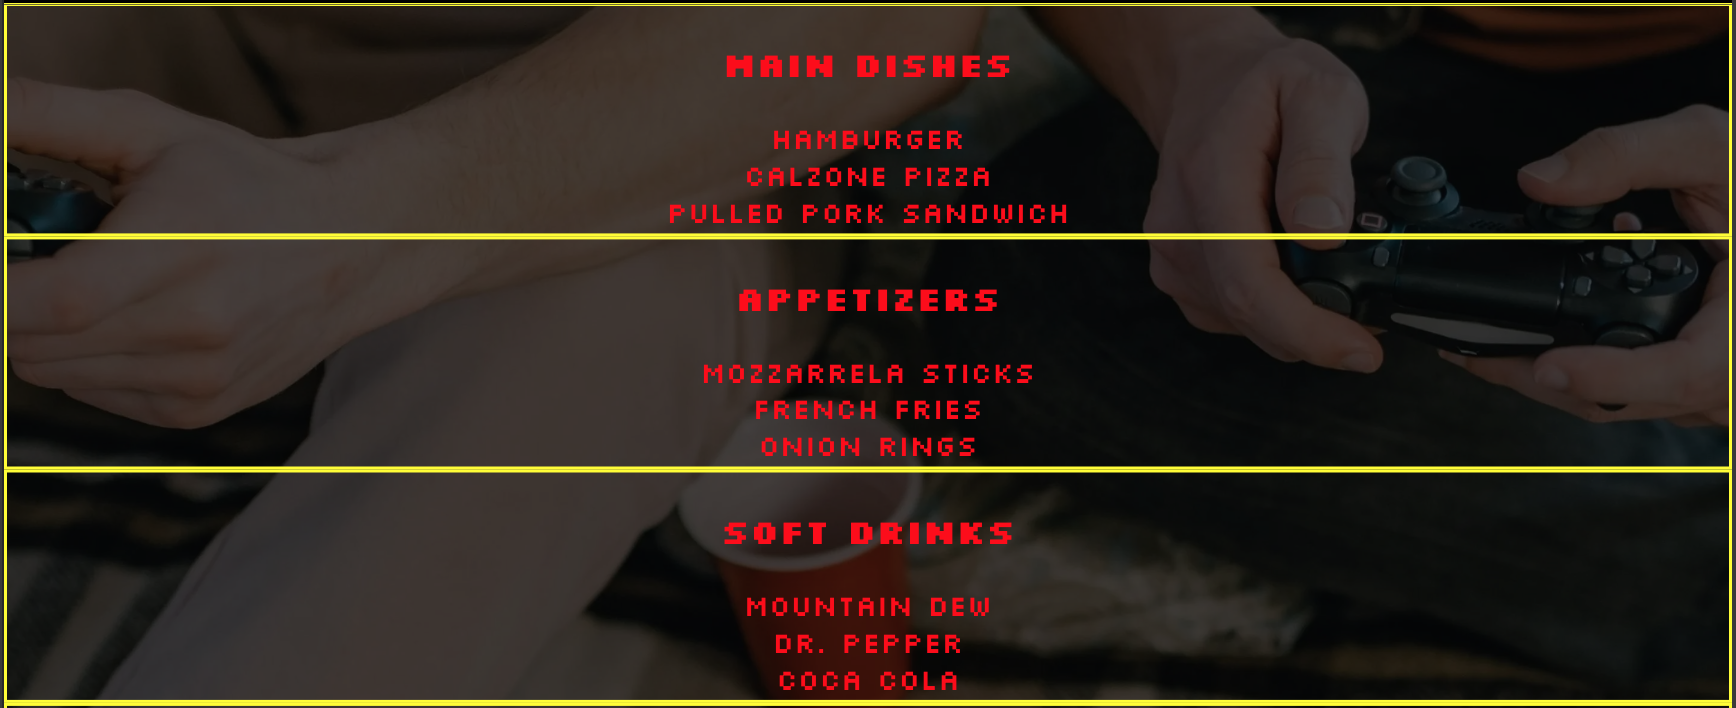 MAIN DISHES
HAMBURGER
CALZONE PIZZA
PULLED PORK SANDWICH
APPETIZERS
MOZZARRELA STICKS
FRENCH FRIES
ONION RINGS
SOFT DRINKS
MOUNTAIN DEW
DR. PEPPER
COCA COLA